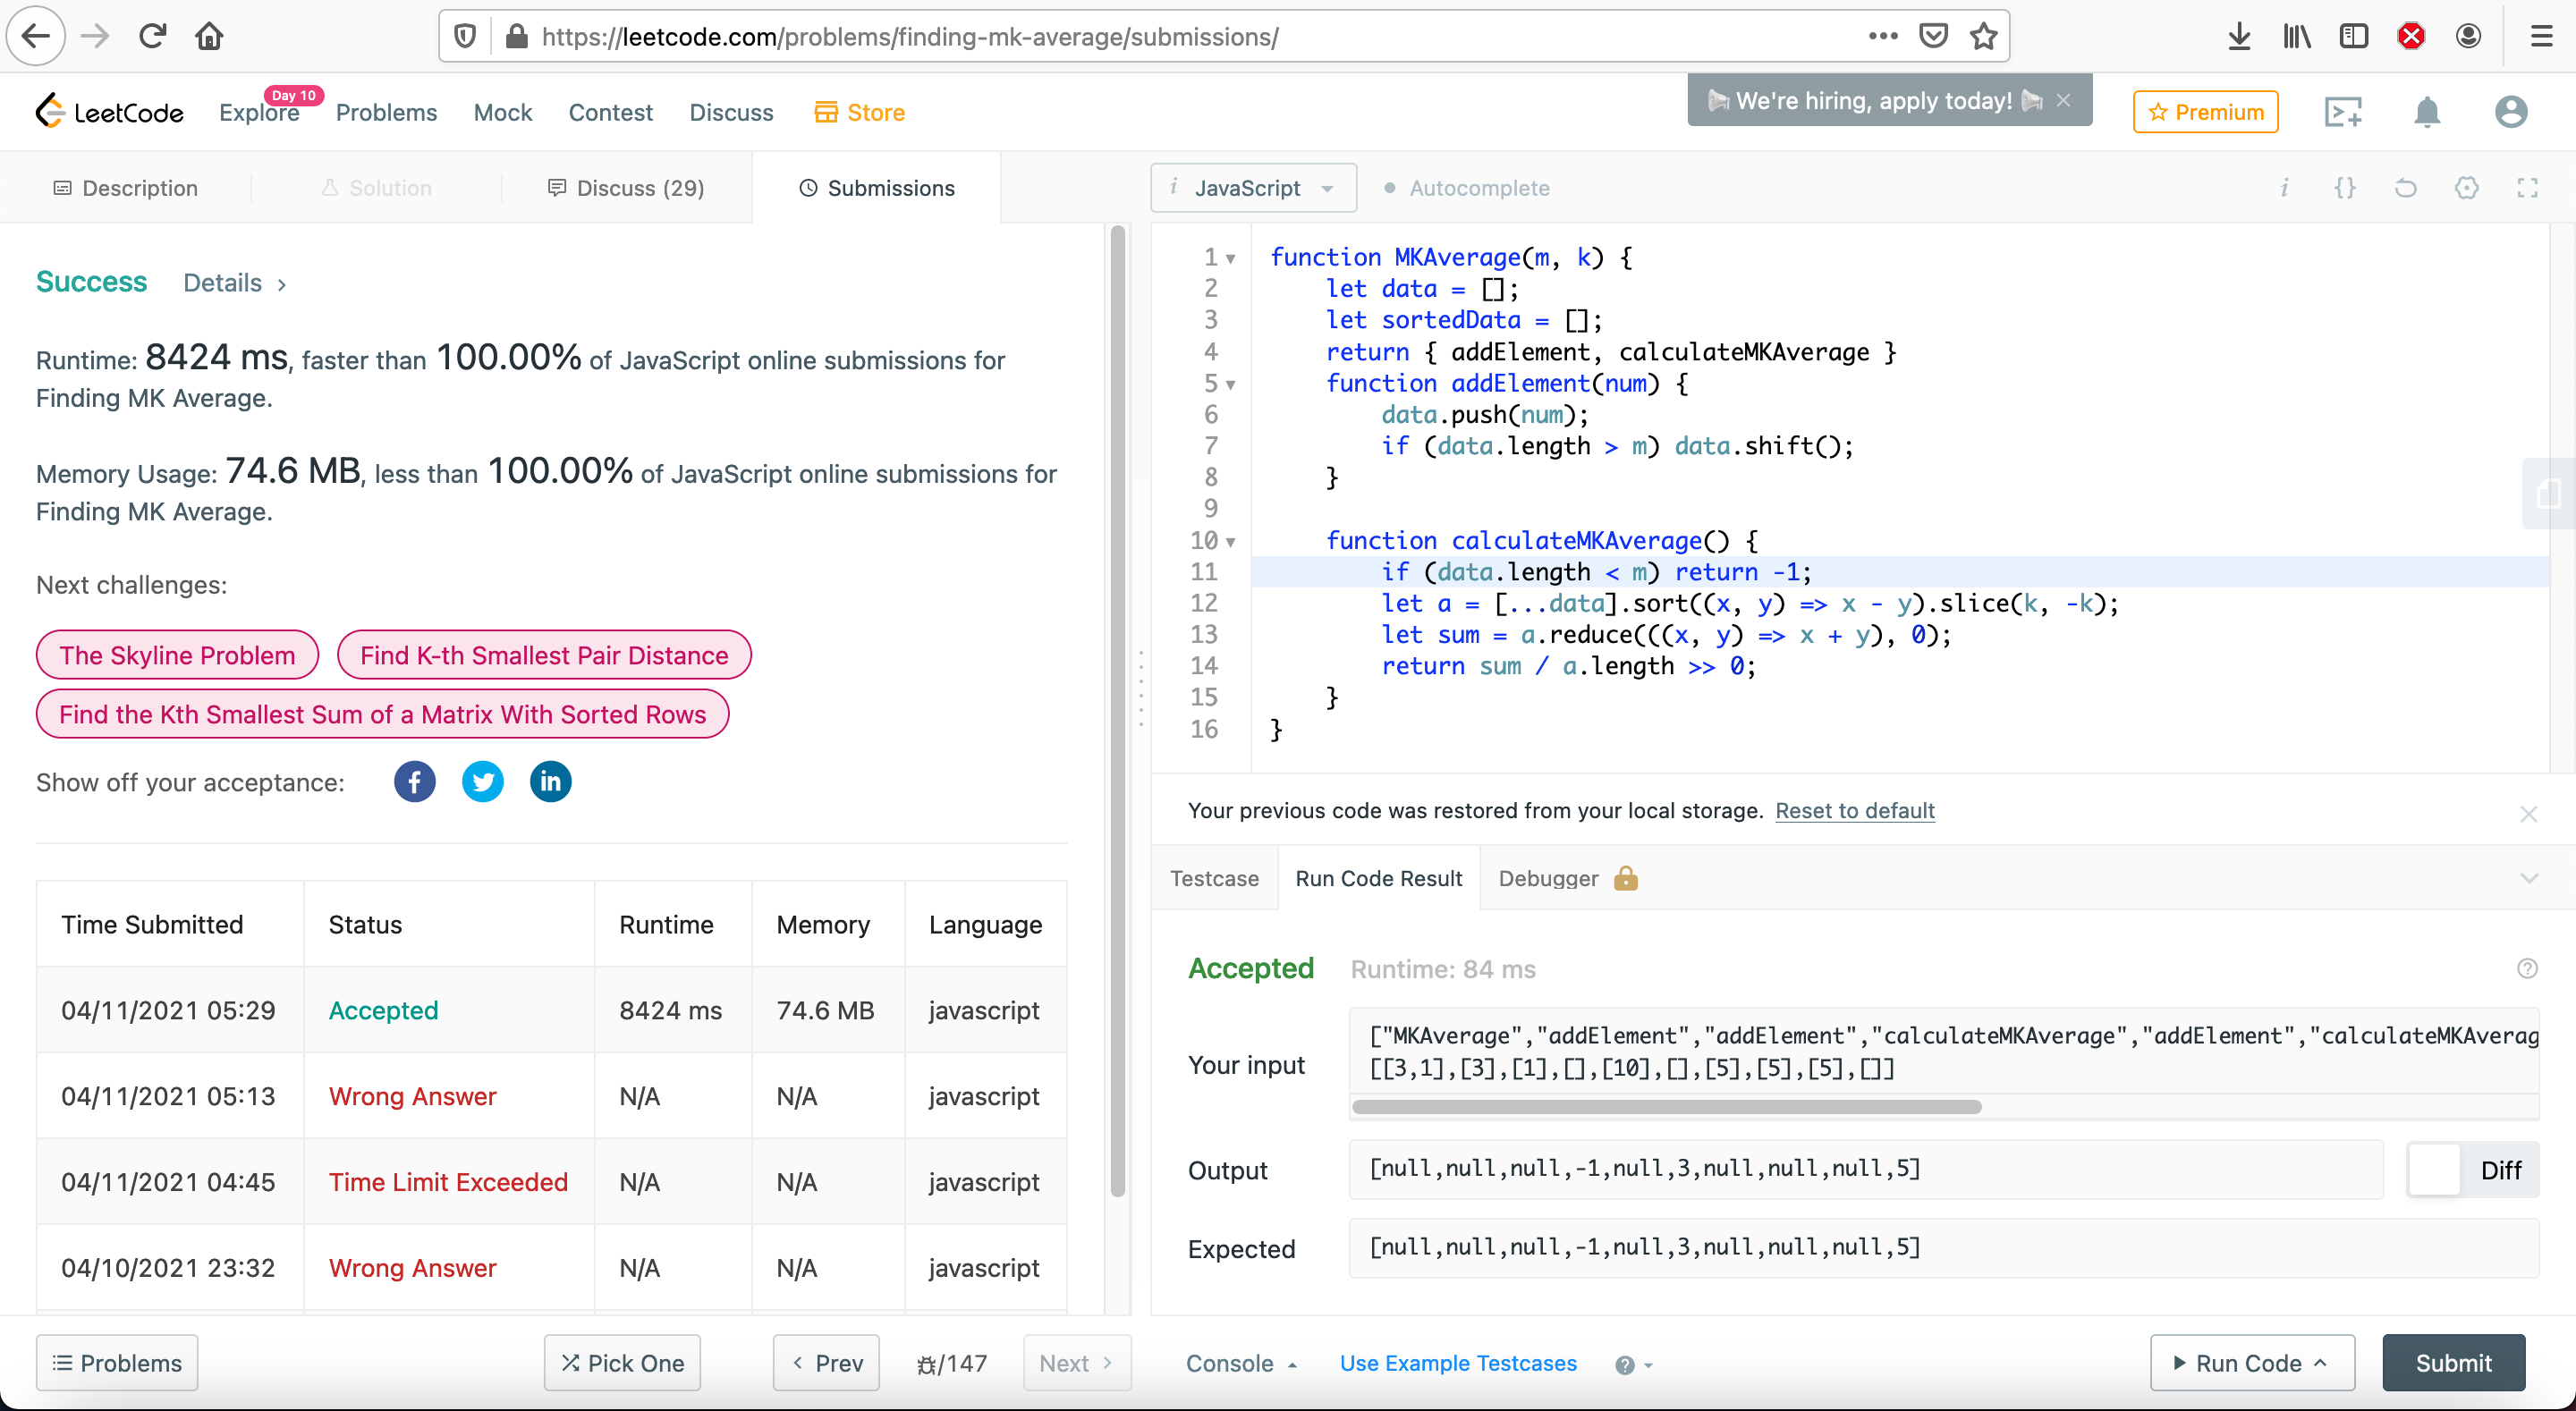 https://leetcode.com/problems/finding-mk-average/submissions/
LeetCode
Explore
Day 10
Problems
Mock
Contest
Discuss
Store
We're hiring, apply today!
Premium
Description
Solution
Discuss (29)
Submissions
Success
Details
Runtime: 8424 ms, faster than 100.00% of JavaScript online submissions for
Finding MK Average.
Memory Usage: 74.6 MB, less than 100.00% of JavaScript online submissions for
Finding MK Average.
Next challenges:
The Skyline Problem
Find K-th Smallest Pair Distance
Find the Kth Smallest Sum of a Matrix With Sorted Rows
Show off your acceptance:
Time Submitted Status Runtime Memory Language
04/11/2021 05:29 Accepted 8424 ms 74.6 MB javascript
04/11/2021 05:13 Wrong Answer N/A N/A javascript
04/11/2021 04:45 Time Limit Exceeded N/A N/A javascript
04/10/2021 23:32 Wrong Answer N/A N/A javascript
Problems
Pick One
Prev
/147
Next
i JavaScript
Autocomplete
i {}
1 function MKAverage(m, k) {
2 let data = [];
3 let sortedData = [];
4 return { addElement, calculateMKAverage }
5 function addElement(num) {
6 data.push(num);
7 if (data.length > m) data.shift();
8 }
9
10 function calculateMKAverage() {
11 if (data.length < m) return -1;
12 let a = [...data].sort((x, y) => x - y).slice(k, -k);
13 let sum = a.reduce(((x, y) => x + y), 0);
14 return sum / a.length >> 0;
15 }
16 }
Your previous code was restored from your local storage. Reset to default
Testcase
Run Code Result
Debugger
Accepted
Runtime: 84 ms
Your input
["MKAverage","addElement","addElement","calculateMKAverage","addElement","calculateMKAverag
[[3,1],[3],[1],[],[10],[],[5],[5],[5],[]]
Output
[null,null,null,-1,null,3,null,null,null,5]
Diff
Expected
[null,null,null,-1,null,3,null,null,null,5]
Console
Use Example Testcases
Run Code
Submit